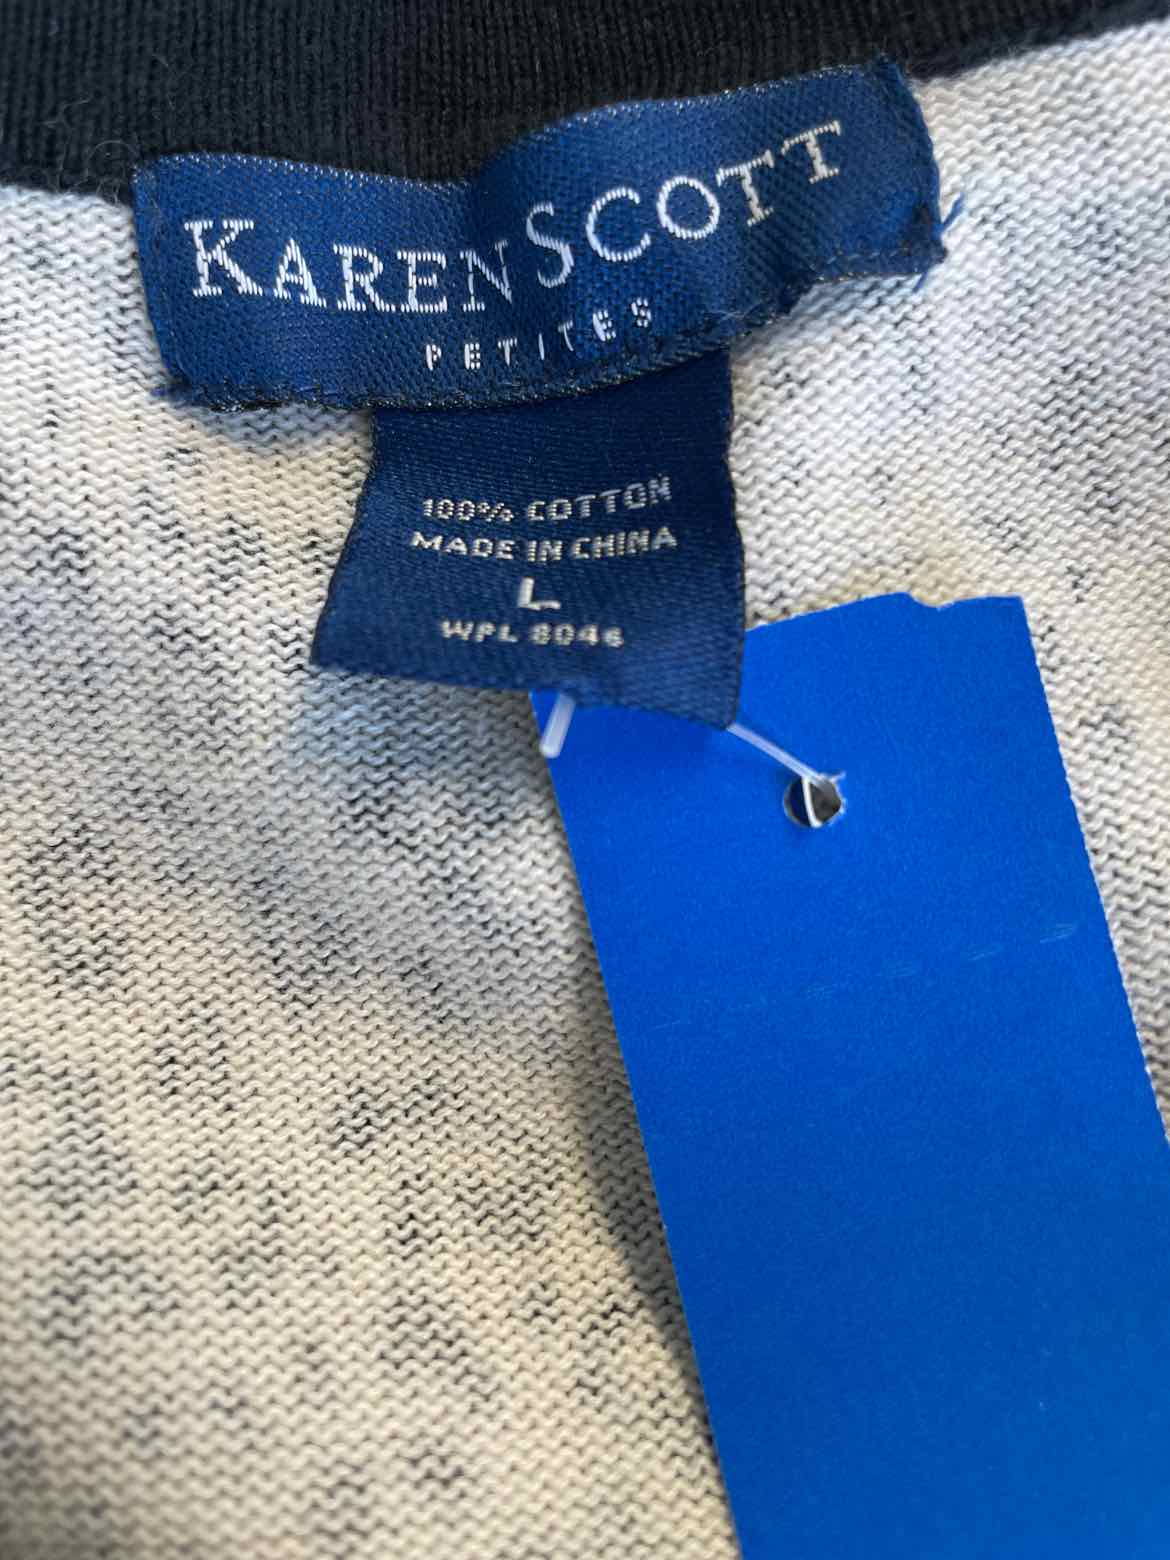 KAREN SCOTT
PETITES
100% COTTON
MADE IN CHINA
L
WPL 8046